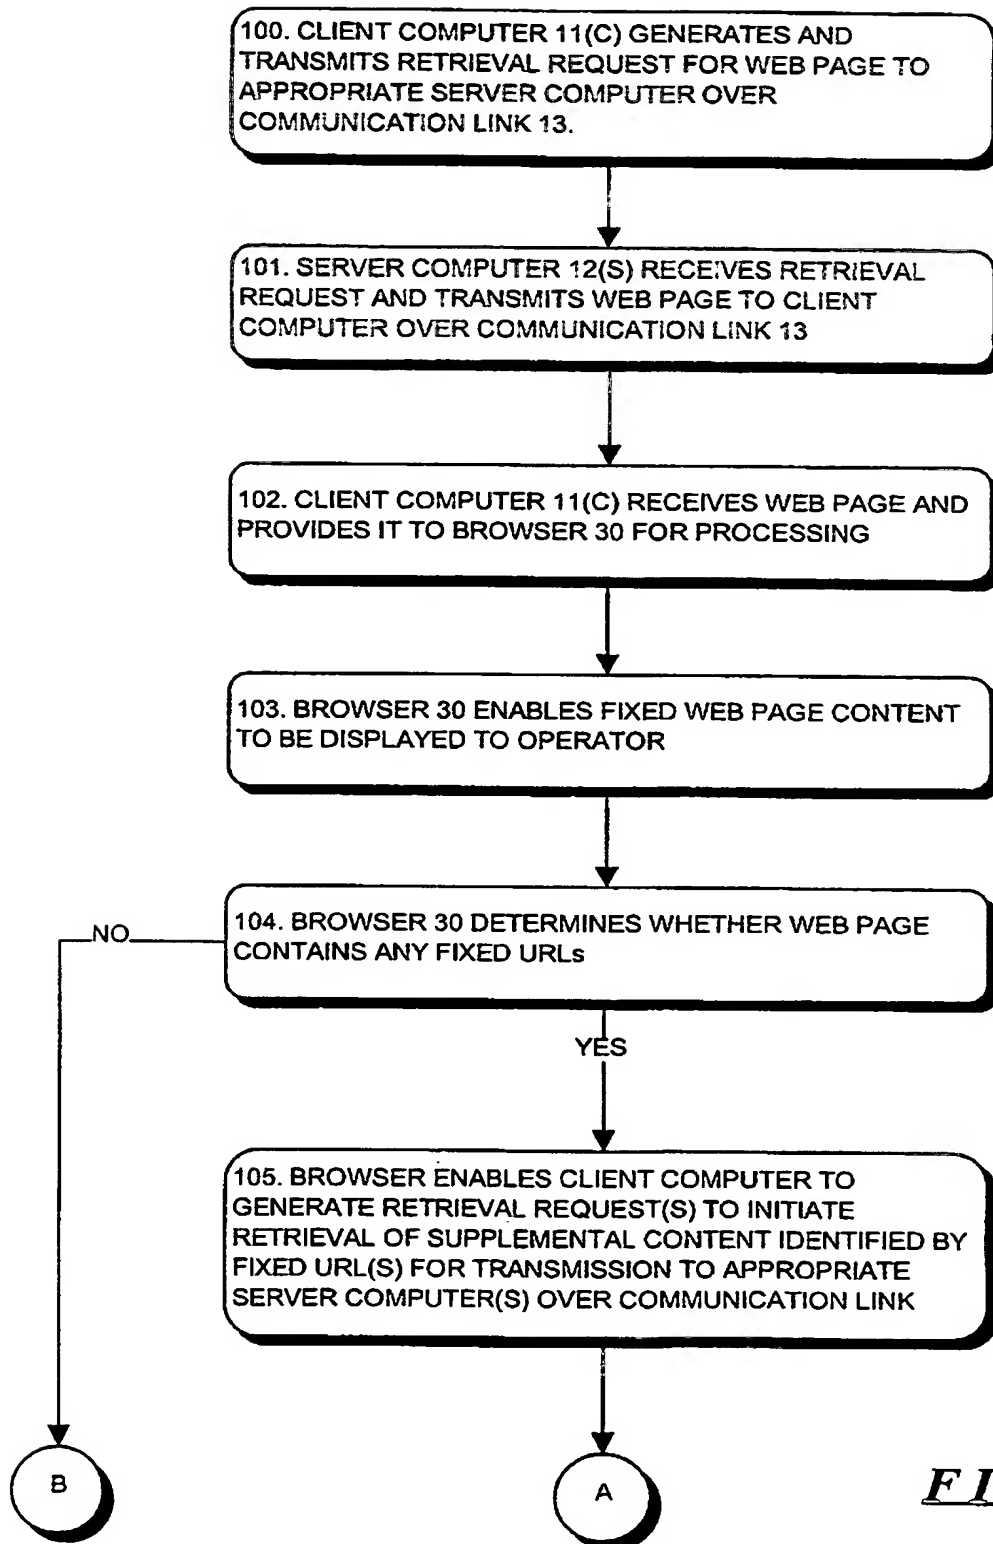 100. CLIENT COMPUTER 11(C) GENERATES AND
TRANSMITS RETRIEVAL REQUEST FOR WEB PAGE TO
APPROPRIATE SERVER COMPUTER OVER
COMMUNICATION LINK 13.
101. SERVER COMPUTER 12(S) RECEIVES RETRIEVAL
REQUEST AND TRANSMITS WEB PAGE TO CLIENT
COMPUTER OVER COMMUNICATION LINK 13
102. CLIENT COMPUTER 11(C) RECEIVES WEB PAGE AND
PROVIDES IT TO BROWSER 30 FOR PROCESSING
103. BROWSER 30 ENABLES FIXED WEB PAGE CONTENT
TO BE DISPLAYED TO OPERATOR
104. BROWSER 30 DETERMINES WHETHER WEB PAGE
CONTAINS ANY FIXED URLs
NO
YES
105. BROWSER ENABLES CLIENT COMPUTER TO
GENERATE RETRIEVAL REQUEST(S) TO INITIATE
RETRIEVAL OF SUPPLEMENTAL CONTENT IDENTIFIED BY
FIXED URL(S) FOR TRANSMISSION TO APPROPRIATE
SERVER COMPUTER(S) OVER COMMUNICATION LINK
B
A
FI